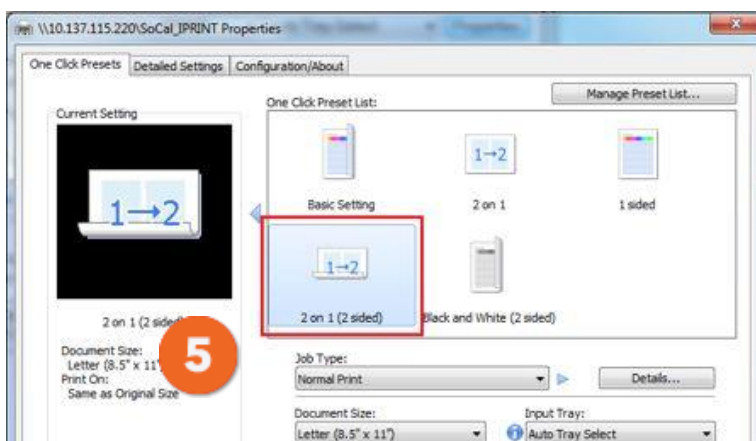 \\10.137.115.220\SoCal_IPRINT Properties
One Click Presets Detailed Settings Configuration/About
Current Setting
One Click Preset List:
Manage Preset List...
1→2
2 on 1 (2 sided
Document Size:
Letter (8.5" x 11"
Print On:
Same as Original Size
5
Basic Setting
1→2
2 on 1
1 sided
1→2
2 on 1 (2 sided)
Black and White (2 sided)
Job Type:
Normal Print
Details...
Document Size:
Letter (8.5" x 11")
Input Tray:
Auto Tray Select